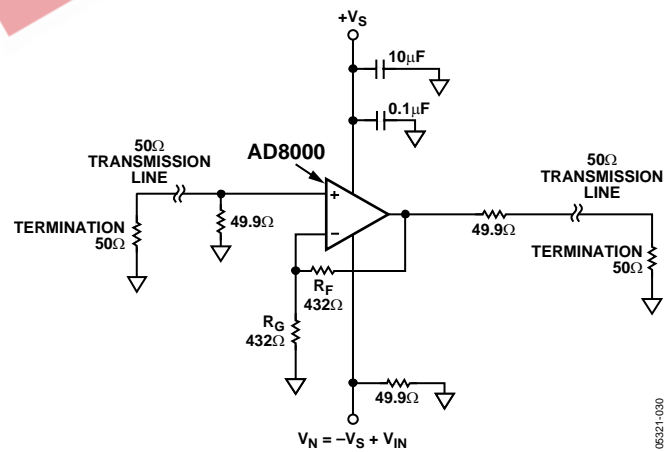 +VS
10µF
0.1µF
AD8000
50Ω
TRANSMISSION
LINE
50Ω
TRANSMISSION
LINE
+
−
TERMINATION
50Ω
49.9Ω
49.9Ω
TERMINATION
50Ω
RF
432Ω
RG
432Ω
49.9Ω
VN = −VS + VIN
05321-030